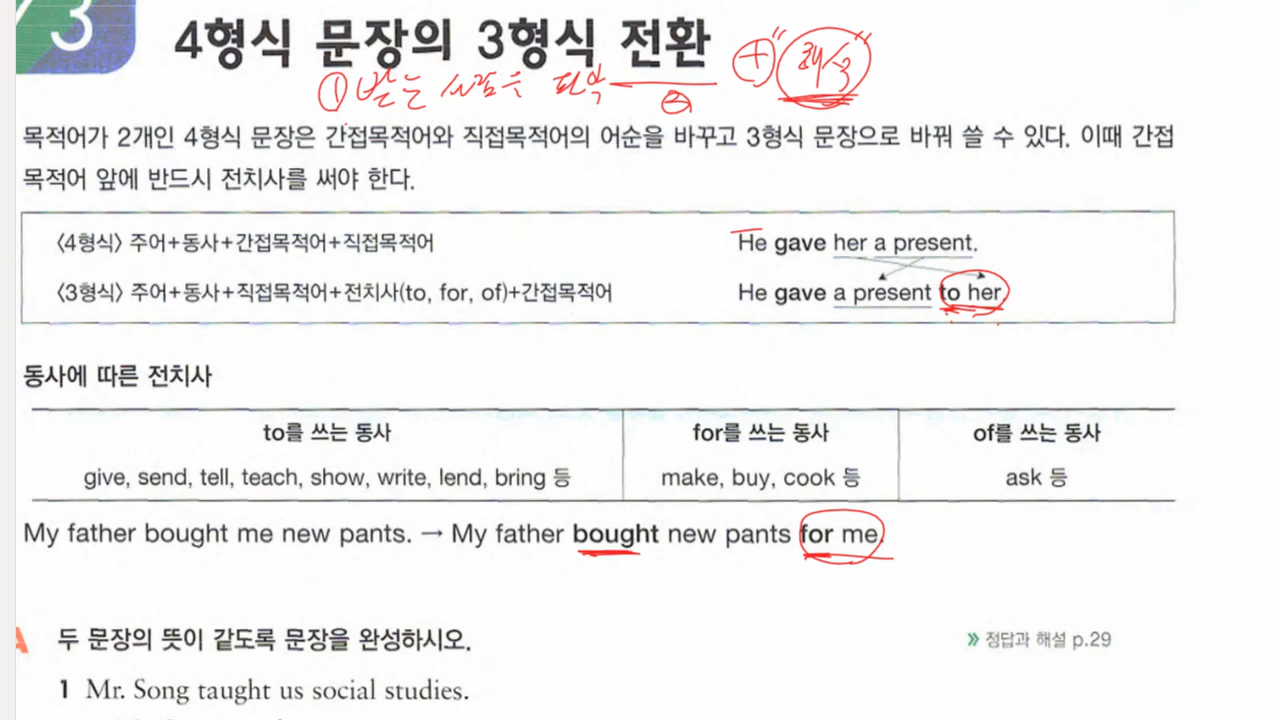 3
4형식 문장의 3형식 전환
+ "해석"
① 받는 사람을 파악
②
목적어가 2개인 4형식 문장은 간접목적어와 직접목적어의 어순을 바꾸고 3형식 문장으로 바꿔 쓸 수 있다. 이때 간접
목적어 앞에 반드시 전치사를 써야 한다.
〈4형식〉 주어+동사+간접목적어+직접목적어 He gave her a present.
〈3형식〉 주어+동사+직접목적어+전치사(to, for, of)+간접목적어 He gave a present to her.
동사에 따른 전치사
to를 쓰는 동사 for를 쓰는 동사 of를 쓰는 동사
give, send, tell, teach, show, write, lend, bring 등 make, buy, cook 등 ask 등
My father bought me new pants. → My father bought new pants for me.
A 두 문장의 뜻이 같도록 문장을 완성하시오. » 정답과 해설 p.29
1 Mr. Song taught us social studies.